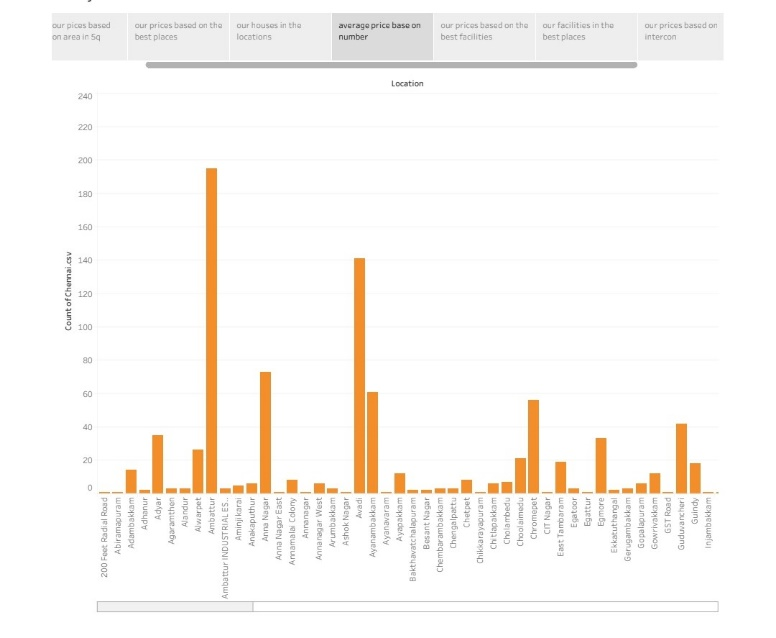 our pices based
on area in Sq
our prices based on the
best places
our houses in the
locations
average price base on
number
our prices based on the
best facilities
our facilities in the
best places
our prices based on
intercon
Location
Count of Chennai.csv
240
220
200
180
160
140
120
100
80
60
40
20
0
200 Feet Radial Road
Abiramapuram
Adambakkam
Adhanur
Adyar
Agaramthen
Alandur
Alwarpet
Ambattur
Ambattur INDUSTRIAL ES..
Aminjikarai
Anakaputhur
Anna Nagar
Anna Nagar East
Annamalai Colony
Annanagar
Annanagar West
Arumbakkam
Ashok Nagar
Avadi
Ayanambakkam
Ayanavaram
Ayapakkam
Bakthavatchalapuram
Besant Nagar
Chembarambakkam
Chengalpattu
Chetpet
Chikkarayapuram
Chitlapakkam
Cholambedu
Choolaimedu
Chromepet
CIT Nagar
East Tambaram
Egatoor
Egattur
Egmore
Ekkatuthangal
Gerugambakkam
Gopalapuram
Gowrivakkam
GST Road
Guduvancheri
Guindy
Injambakkam